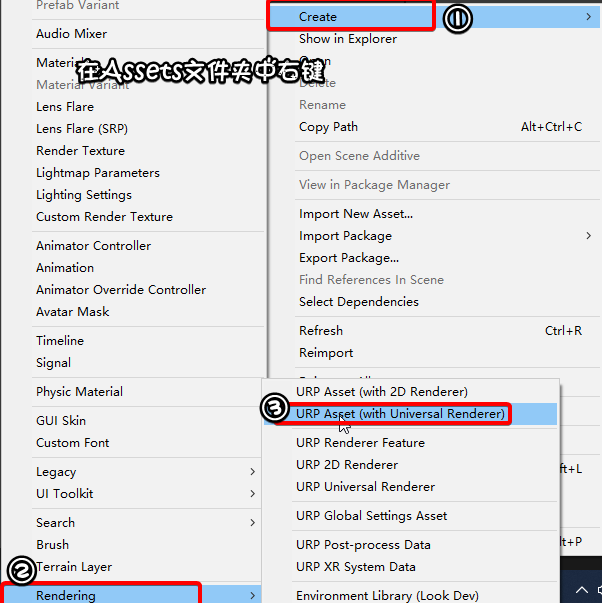 Prefab Variant
Audio Mixer
Material
Material Variant
Lens Flare
Lens Flare (SRP)
Render Texture
Lightmap Parameters
Lighting Settings
Custom Render Texture
Animator Controller
Animation
Animator Override Controller
Avatar Mask
Timeline
Signal
Physic Material
GUI Skin
Custom Font
Legacy
UI Toolkit
Search
Brush
② Terrain Layer
Rendering
在Assets文件夹中右键
Create ①
Show in Explorer
Delete
Rename
Copy Path Alt+Ctrl+C
Open Scene Additive
View in Package Manager
Import New Asset...
Import Package
Export Package...
Find References In Scene
Select Dependencies
Refresh Ctrl+R
Reimport
URP Asset (with 2D Renderer)
③ URP Asset (with Universal Renderer)
URP Renderer Feature
URP 2D Renderer
URP Universal Renderer
URP Global Settings Asset
URP Post-process Data
URP XR System Data
Environment Library (Look Dev)